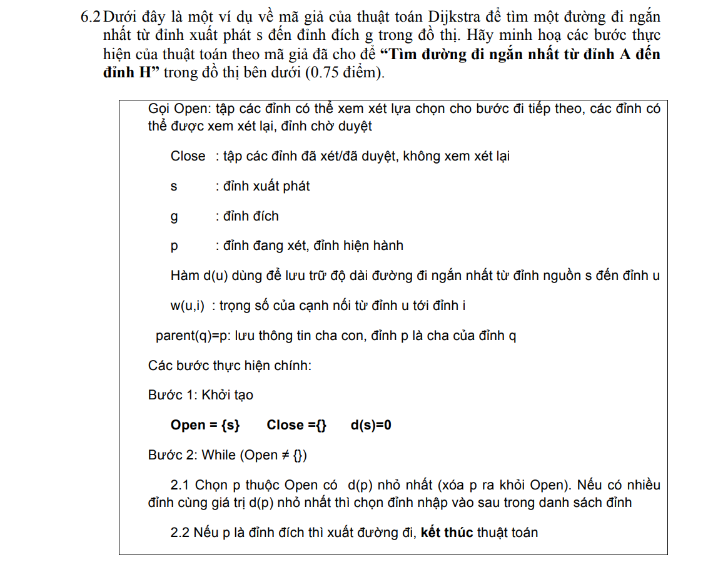 6.2 Dưới đây là một ví dụ về mã giả của thuật toán Dijkstra để tìm một đường đi ngắn
nhất từ đỉnh xuất phát s đến đỉnh đích g trong đồ thị. Hãy minh hoạ các bước thực
hiện của thuật toán theo mã giả đã cho để “Tìm đường đi ngắn nhất từ đỉnh A đến
đỉnh H” trong đồ thị bên dưới (0.75 điểm).
Gọi Open: tập các đỉnh có thể xem xét lựa chọn cho bước đi tiếp theo, các đỉnh có
thể được xem xét lại, đỉnh chờ duyệt
Close : tập các đỉnh đã xét/đã duyệt, không xem xét lại
s : đỉnh xuất phát
g : đỉnh đích
p : đỉnh đang xét, đỉnh hiện hành
Hàm d(u) dùng để lưu trữ độ dài đường đi ngắn nhất từ đỉnh nguồn s đến đỉnh u
w(u,i) : trọng số của cạnh nối từ đỉnh u tới đỉnh i
parent(q)=p: lưu thông tin cha con, đỉnh p là cha của đỉnh q
Các bước thực hiện chính:
Bước 1: Khởi tạo
Open = {s} Close ={} d(s)=0
Bước 2: While (Open ≠ {})
2.1 Chọn p thuộc Open có d(p) nhỏ nhất (xóa p ra khỏi Open). Nếu có nhiều
đỉnh cùng giá trị d(p) nhỏ nhất thì chọn đỉnh nhập vào sau trong danh sách đỉnh
2.2 Nếu p là đỉnh đích thì xuất đường đi, kết thúc thuật toán